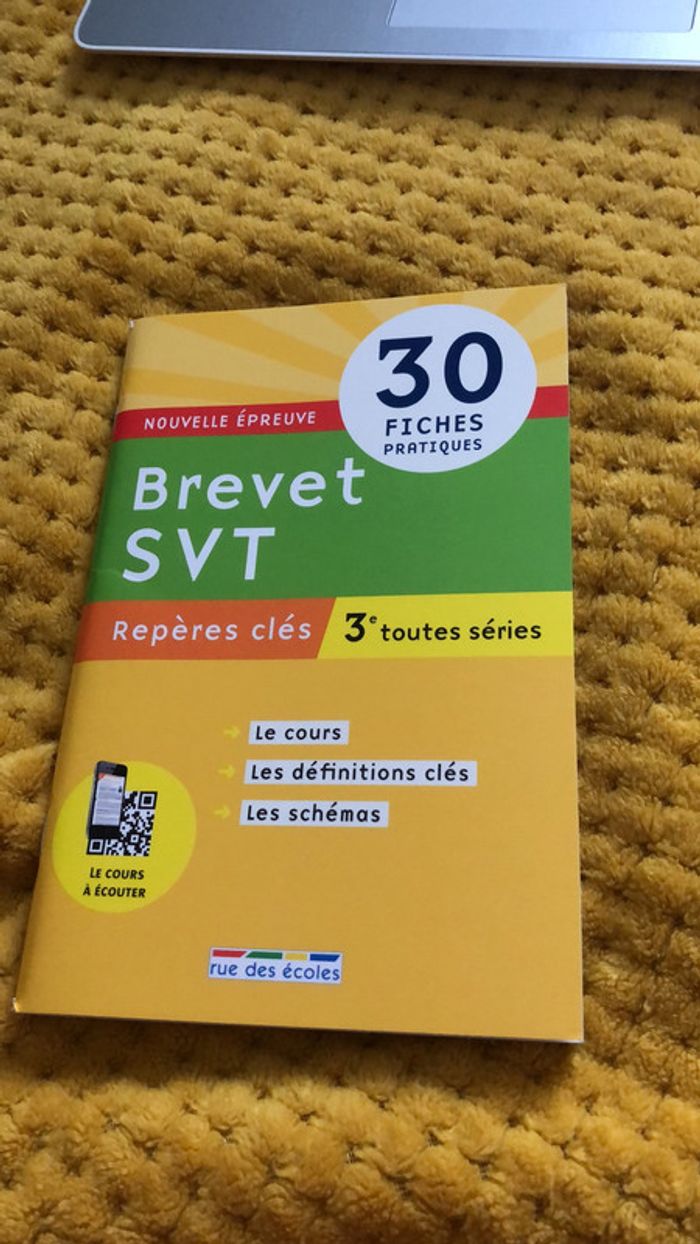 30
FICHES
PRATIQUES
NOUVELLE ÉPREUVE
Brevet
SVT
Repères clés
3e toutes séries
Le cours
Les définitions clés
Les schémas
LE COURS
À ÉCOUTER
rue des écoles